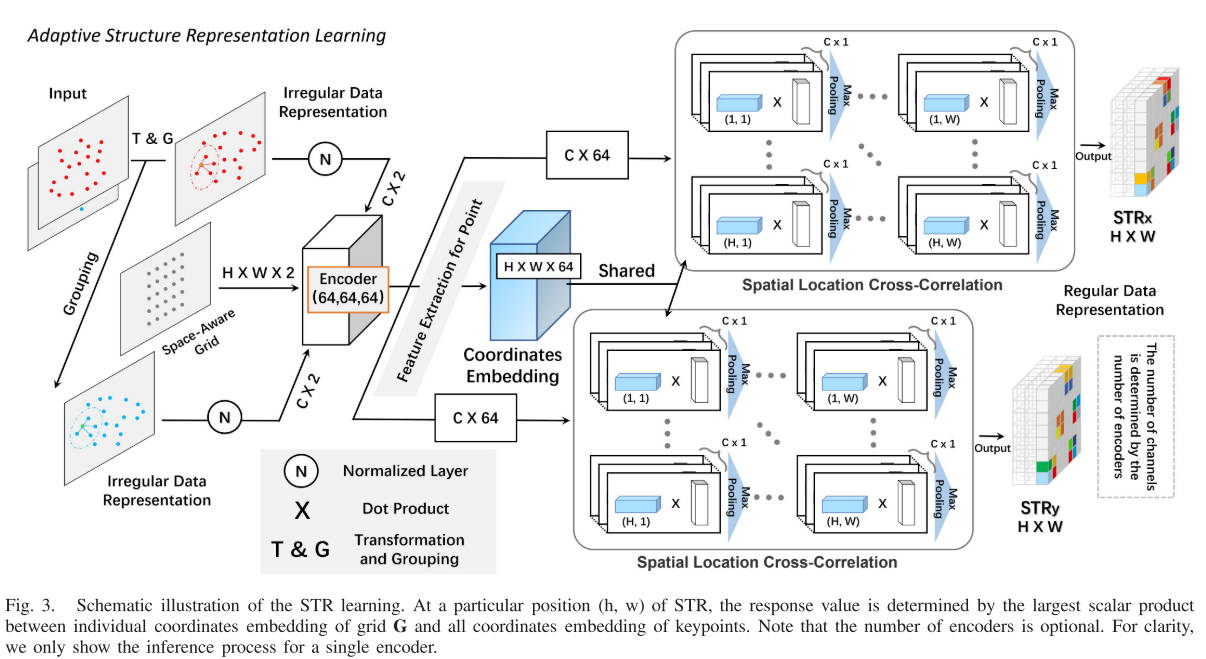 Adaptive Structure Representation Learning
Input
Irregular Data
Representation
T & G
N
C X 2
Grouping
H X W X 2
Space-Aware
Grid
Encoder
(64,64,64)
N
C X 2
Irregular Data
Representation
Feature Extraction for Point
C X 64
H X W X 64
Shared
Coordinates
Embedding
C X 64
C x 1
(1, 1)
X
Max
Pooling
C x 1
(1, W)
X
Max
Pooling
C x 1
(H, 1)
X
Max
Pooling
C x 1
(H, W)
X
Max
Pooling
Spatial Location Cross-Correlation
Output
STRx
H X W
C x 1
(1, 1)
X
Max
Pooling
C x 1
(1, W)
X
Max
Pooling
C x 1
(H, 1)
X
Max
Pooling
C x 1
(H, W)
X
Max
Pooling
Spatial Location Cross-Correlation
Output
STRy
H X W
Regular Data
Representation
The number of channels
is determined by the
number of encoders
N
Normalized Layer
X
Dot Product
T & G
Transformation
and Grouping
Fig. 3. Schematic illustration of the STR learning. At a particular position (h, w) of STR, the response value is determined by the largest scalar product
between individual coordinates embedding of grid G and all coordinates embedding of keypoints. Note that the number of encoders is optional. For clarity,
we only show the inference process for a single encoder.